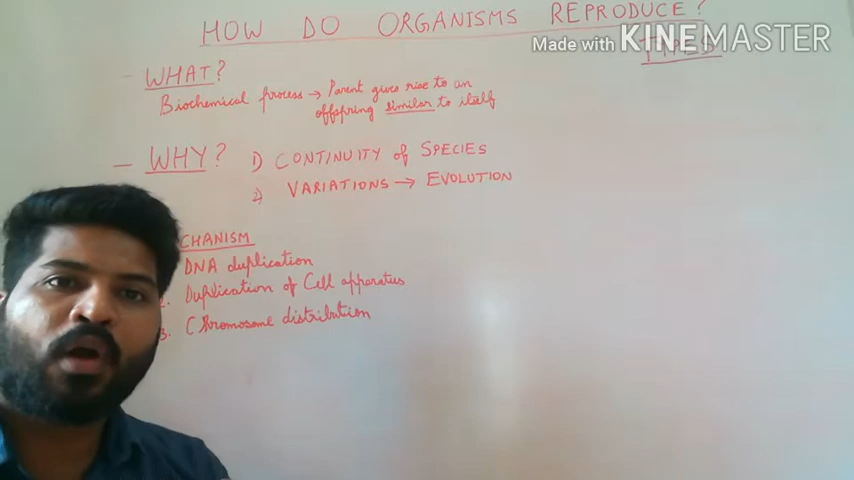 HOW DO ORGANISMS REPRODUCE?
Made with KINEMASTER
- WHAT?
Biochemical process → Parent gives rise to an
offspring similar to itself
- WHY? 1) CONTINUITY of SPECIES
2) VARIATIONS → EVOLUTION
CHANISM
DNA duplication
2. Duplication of Cell apparatus
3. Chromosome distribution